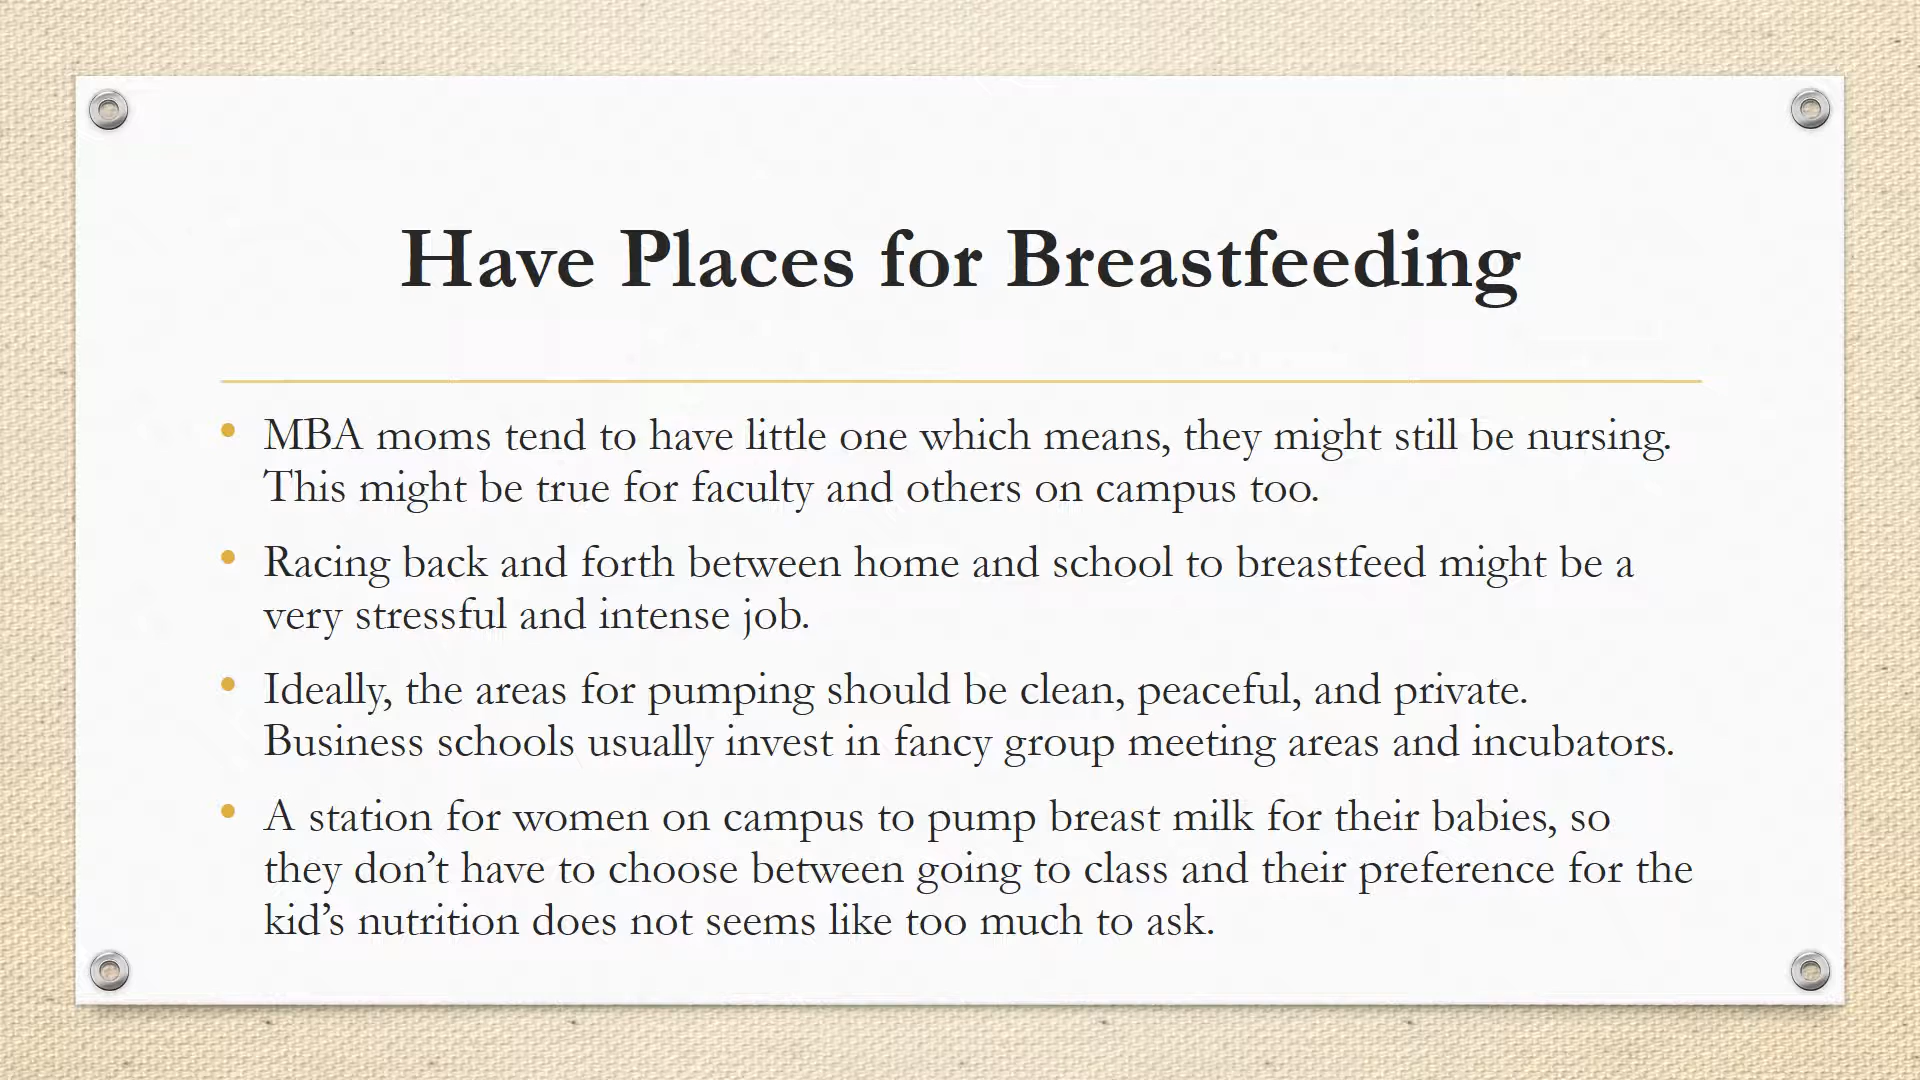 Have Places for Breastfeeding
• MBA moms tend to have little one which means, they might still be nursing.
This might be true for faculty and others on campus too.
• Racing back and forth between home and school to breastfeed might be a
very stressful and intense job.
• Ideally, the areas for pumping should be clean, peaceful, and private.
Business schools usually invest in fancy group meeting areas and incubators.
• A station for women on campus to pump breast milk for their babies, so
they don’t have to choose between going to class and their preference for the
kid’s nutrition does not seems like too much to ask.